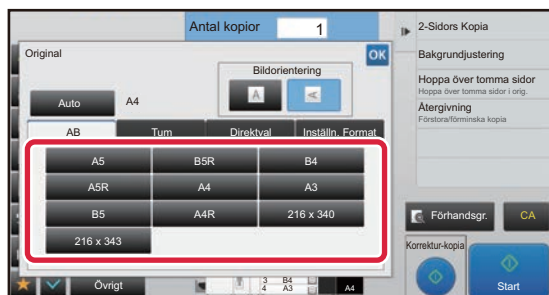 Antal kopior 1
Original
OK
Bildorientering
A A
Auto A4
AB Tum Direktval Inställn. Format
A5 B5R B4
A5R A4 A3
B5 A4R 216 x 340
216 x 343
2-Sidors Kopia
Bakgrundjustering
Hoppa över tomma sidor
Hoppa över tomma sidor i orig.
Återgivning
Förstora/förminska kopia
Förhandsgr. CA
Korrektur-kopia
Start
Övrigt
3 B4
4 A3
A4